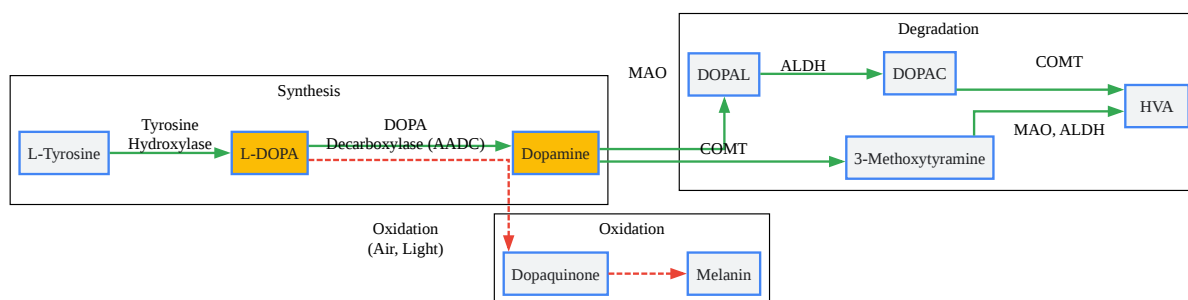 Degradation
MAO
DOPAL
ALDH
DOPAC
COMT
HVA
Synthesis
Tyrosine
Hydroxylase
DOPA
Decarboxylase (AADC)
L-Tyrosine
L-DOPA
Dopamine
COMT
3-Methoxytyramine
MAO, ALDH
Oxidation
(Air, Light)
Oxidation
Dopaquinone
Melanin